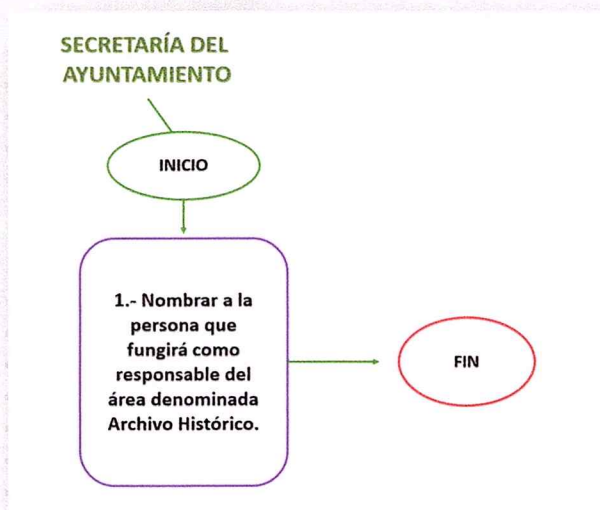 SECRETARÍA DEL
AYUNTAMIENTO
INICIO
1.- Nombrar a la
persona que
fungirá como
responsable del
área denominada
Archivo Histórico.
FIN